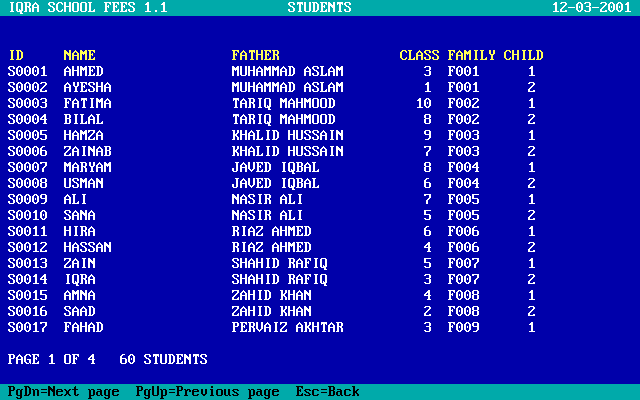 IQRA SCHOOL FEES 1.1 STUDENTS 12-03-2001
ID NAME FATHER CLASS FAMILY CHILD
S0001 AHMED MUHAMMAD ASLAM 3 F001 1
S0002 AYESHA MUHAMMAD ASLAM 1 F001 2
S0003 FATIMA TARIQ MAHMOOD 10 F002 1
S0004 BILAL TARIQ MAHMOOD 8 F002 2
S0005 HAMZA KHALID HUSSAIN 9 F003 1
S0006 ZAINAB KHALID HUSSAIN 7 F003 2
S0007 MARYAM JAVED IQBAL 8 F004 1
S0008 USMAN JAVED IQBAL 6 F004 2
S0009 ALI NASIR ALI 7 F005 1
S0010 SANA NASIR ALI 5 F005 2
S0011 HIRA RIAZ AHMED 6 F006 1
S0012 HASSAN RIAZ AHMED 4 F006 2
S0013 ZAIN SHAHID RAFIQ 5 F007 1
S0014 IQRA SHAHID RAFIQ 3 F007 2
S0015 AMNA ZAHID KHAN 4 F008 1
S0016 SAAD ZAHID KHAN 2 F008 2
S0017 FAHAD PERVAIZ AKHTAR 3 F009 1
PAGE 1 OF 4 60 STUDENTS
PgDn=Next page PgUp=Previous page Esc=Back